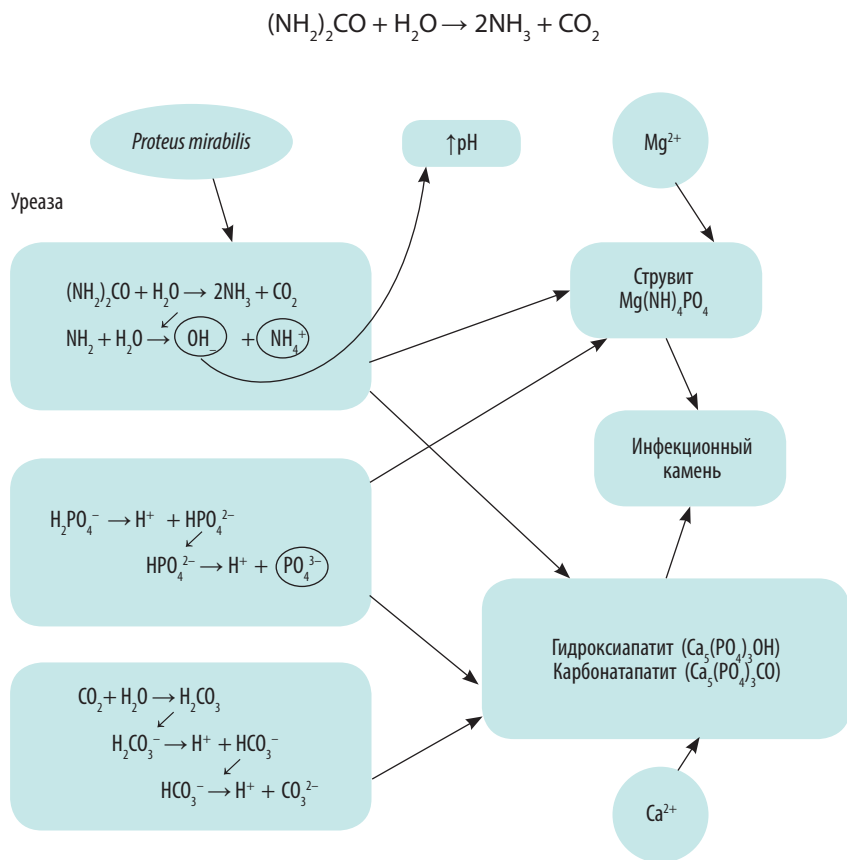 (NH₂)₂CO + H₂O → 2NH₃ + CO₂
Proteus mirabilis
↑pH
Mg²⁺
Уреаза
(NH₂)₂CO + H₂O → 2NH₃ + CO₂
NH₂ + H₂O → OH⁻ + NH₄⁺
Струвит
Mg(NH)₄PO₄
Инфекционный
камень
H₂PO₄⁻ → H⁺ + HPO₄²⁻
HPO₄²⁻ → H⁺ + PO₄³⁻
Гидроксиапатит (Ca₅(PO₄)₃OH)
Карбонатапатит (Ca₅(PO₄)₃CO)
CO₂ + H₂O → H₂CO₃
H₂CO₃⁻ → H⁺ + HCO₃⁻
HCO₃⁻ → H⁺ + CO₃²⁻
Ca²⁺